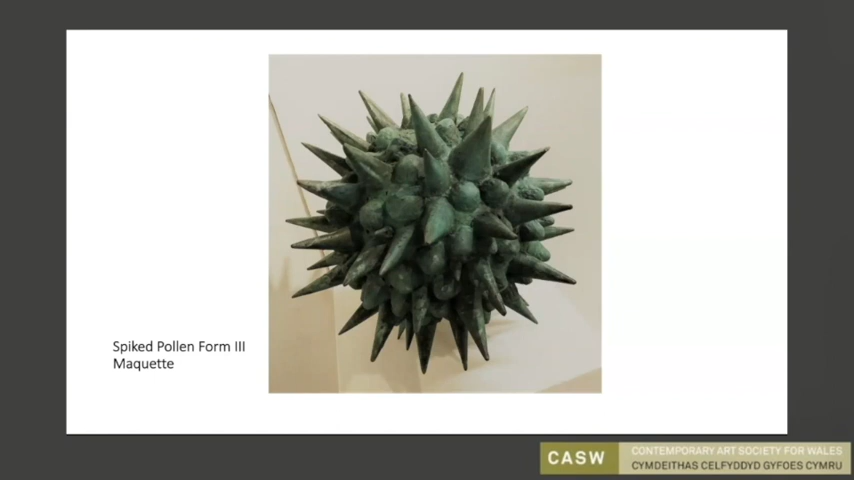 Spiked Pollen Form III
Maquette
CASW
CONTEMPORARY ART SOCIETY FOR WALES
CYMDEITHAS CELFYDDYD GYFOES CYMRU